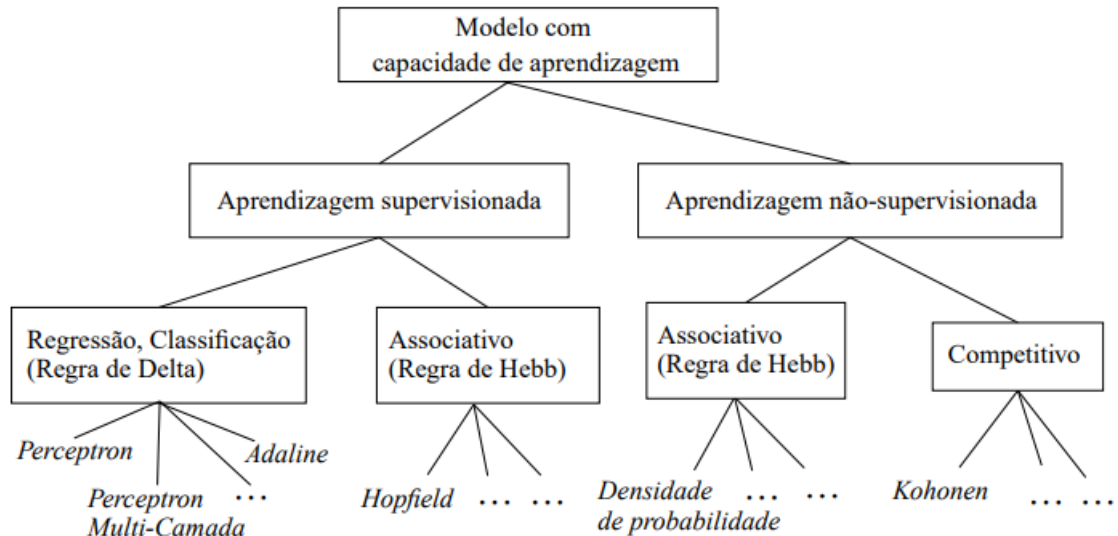 Modelo com
capacidade de aprendizagem
Aprendizagem supervisionada
Aprendizagem não-supervisionada
Regressão, Classificação
(Regra de Delta)
Associativo
(Regra de Hebb)
Associativo
(Regra de Hebb)
Competitivo
Perceptron
Adaline
Perceptron
Multi-Camada
...
Hopfield
...
...
Densidade
de probabilidade
...
...
Kohonen
...
...